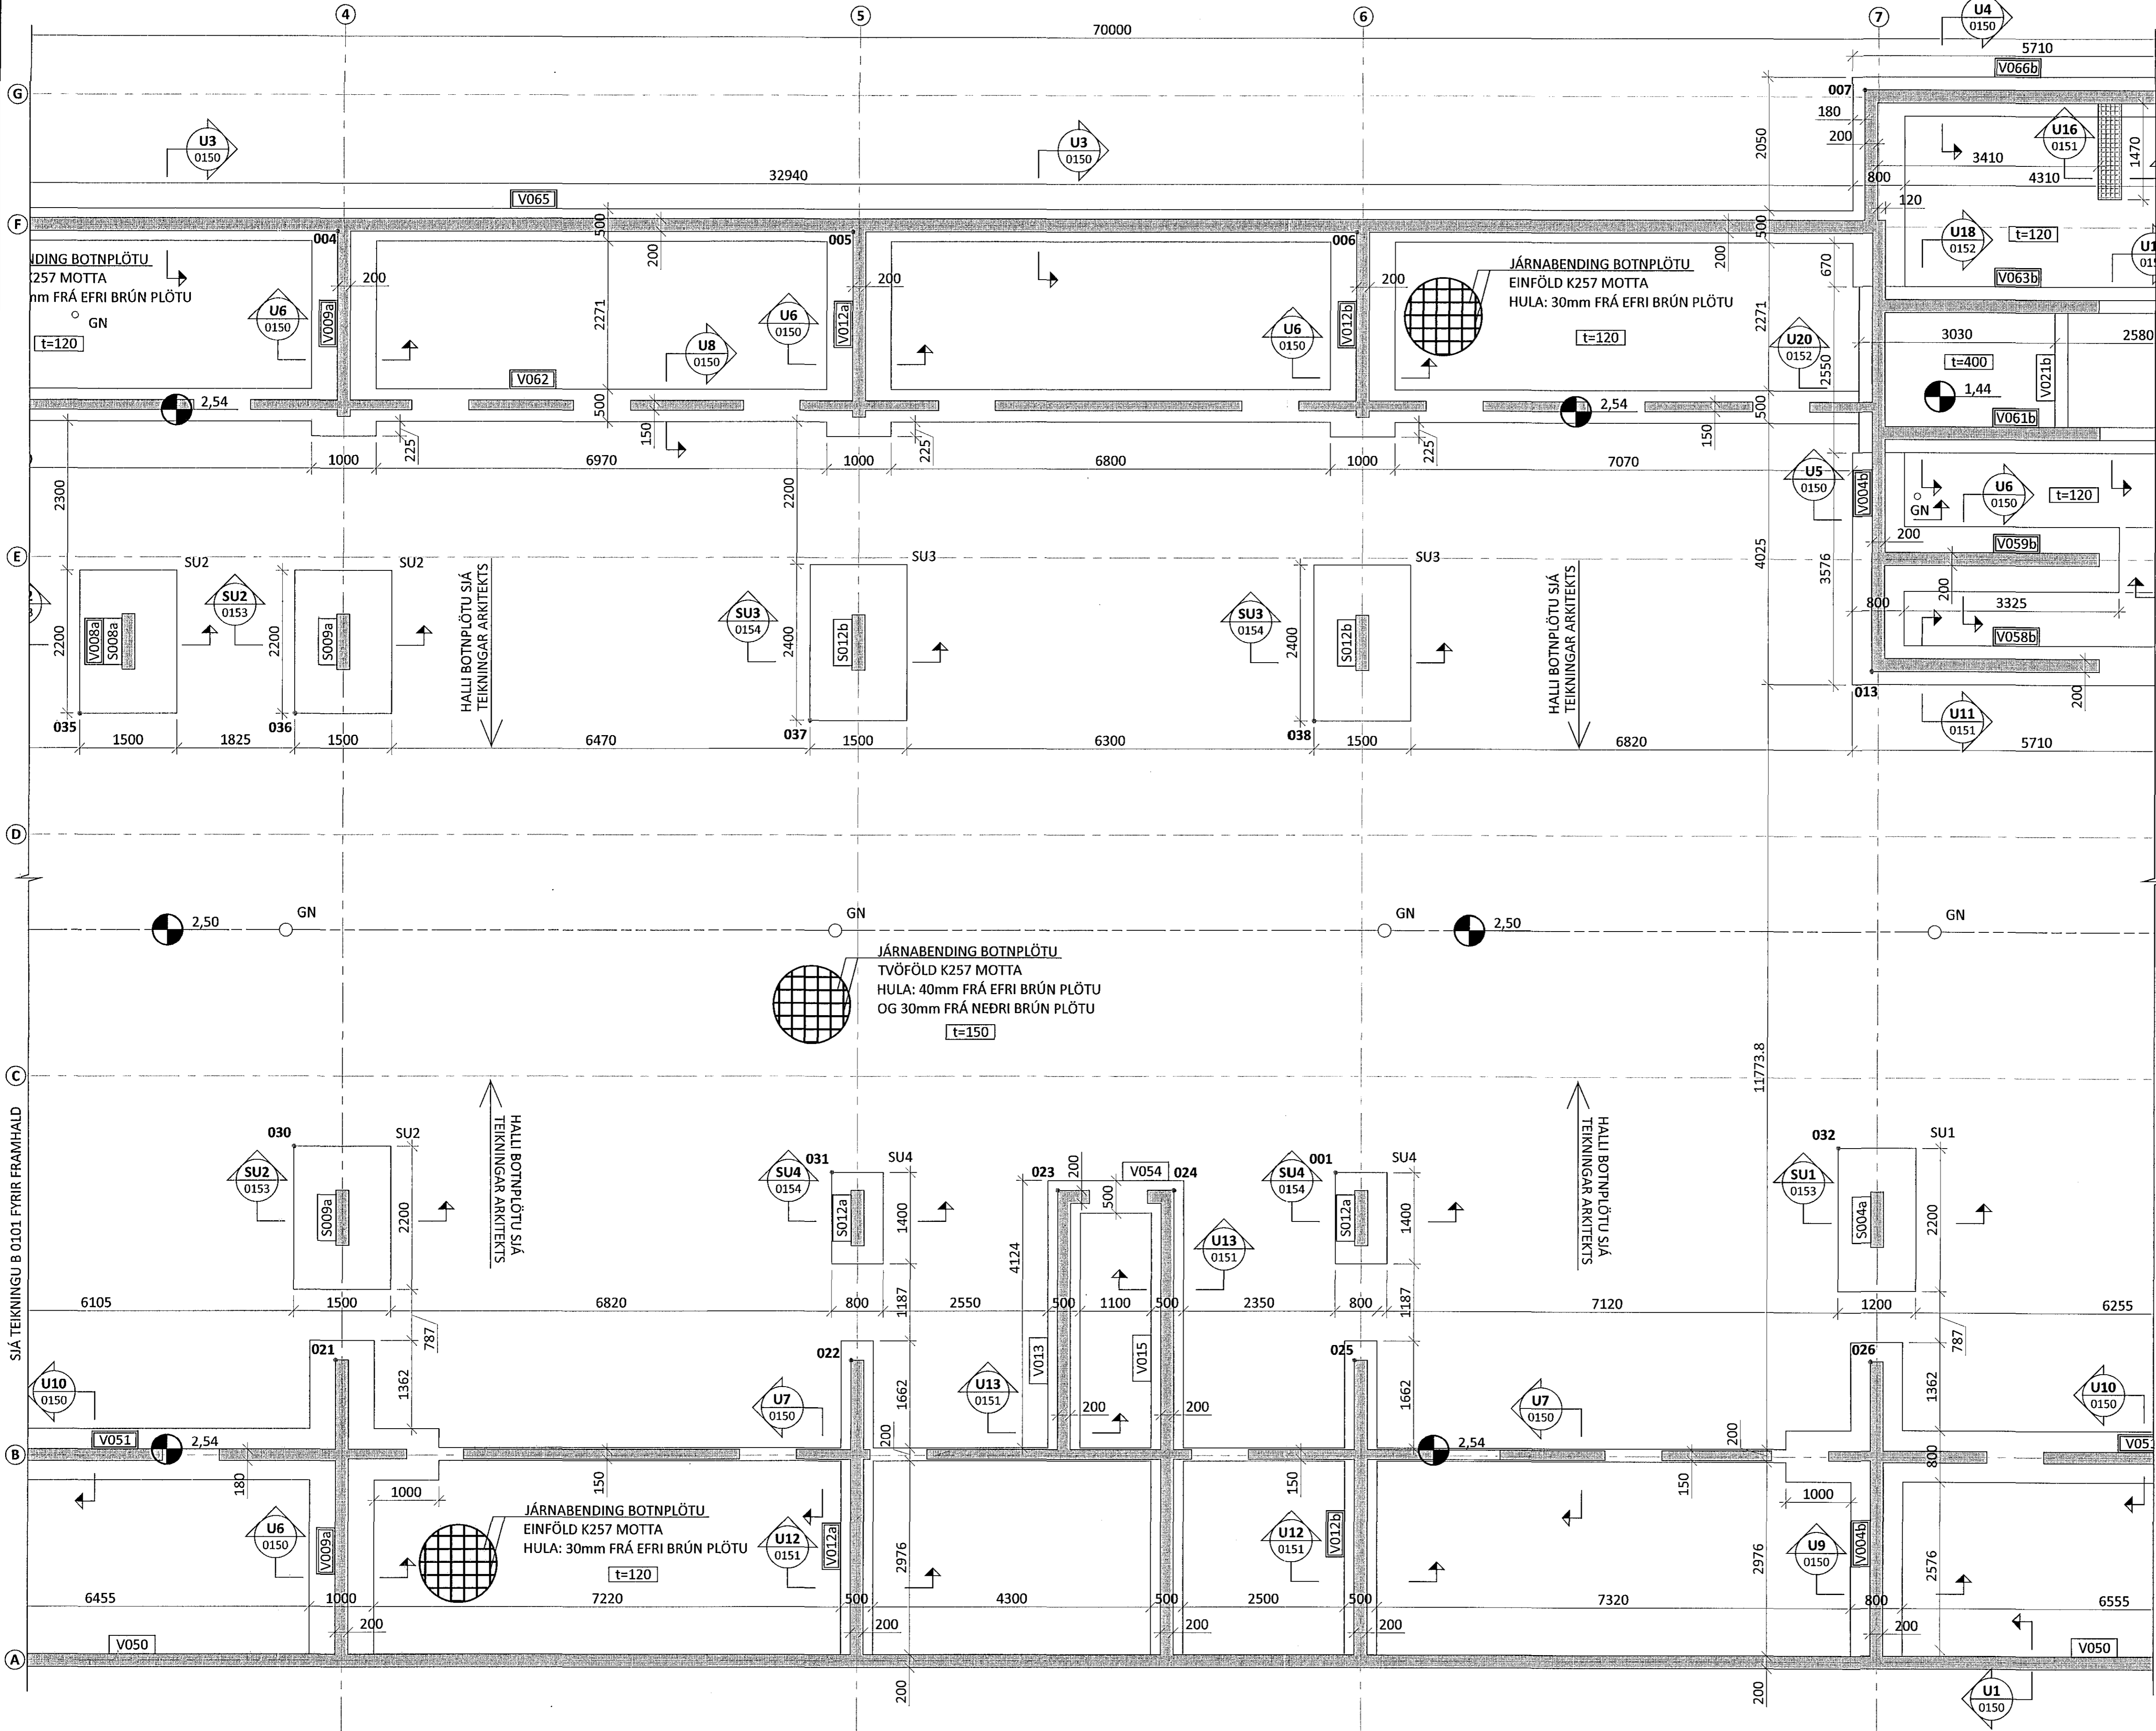 4
5
6
7
70000
U4
0150
5710
V066b
G
007
180
200
U3
0150
U3
0150
2050
U16
0151
1470
3410
32940
800
4310
V065
120
F
500
200
500
200
004
005
006
U18
0152
t=120
NDING BOTNPLÖTU
K257 MOTTA
mm FRÁ EFRI BRÚN PLÖTU
GN
t=120
200
200
200
JÁRNABENDING BOTNPLÖTU
EINFÖLD K257 MOTTA
HULA: 30mm FRÁ EFRI BRÚN PLÖTU
t=120
670
V063b
U6
0150
V009a
2271
U8
0150
U6
0150
V012a
U6
0150
V012b
2271
U20
0152
2550
3030
2580
t=400
V021b
V062
2,54
500
150
2,54
500
150
1,44
V061b
225
225
225
1000
6970
1000
6800
1000
7070
U5
0150
V004b
U6
0150
t=120
GN
2300
2200
200
V059b
E
SU2
SU2
SU3
SU3
4025
3576
SU2
0153
SU3
0154
SU3
0154
200
800
3325
V058b
2200
V008a
S008a
2200
S009a
HALLI BOTNPLÖTU SJÁ
TEIKNINGAR ARKITEKTS
2400
S012b
2400
S012b
HALLI BOTNPLÖTU SJÁ
TEIKNINGAR ARKITEKTS
013
200
035
036
037
038
U11
0151
1500
1825
1500
6470
1500
6300
1500
6820
5710
D
2,50
GN
GN
GN
2,50
GN
JÁRNABENDING BOTNPLÖTU
TVÖFÖLD K257 MOTTA
HULA: 40mm FRÁ EFRI BRÚN PLÖTU
OG 30mm FRÁ NEÐRI BRÚN PLÖTU
t=150
C
11773.8
SJÁ TEIKNINGU B 0101 FYRIR FRAMHALD
030
SU2
HALLI BOTNPLÖTU SJÁ
TEIKNINGAR ARKITEKTS
031
SU4
023
200
V054
024
001
SU4
HALLI BOTNPLÖTU SJÁ
TEIKNINGAR ARKITEKTS
032
SU1
SU2
0153
S009a
2200
SU4
0154
S012a
1400
500
SU4
0154
S012a
1400
SU1
0153
S004a
2200
4124
U13
0151
6105
1500
6820
800
1187
2550
500
1100
500
2350
800
1187
7120
1200
6255
787
787
021
022
025
026
V013
V015
U10
0150
1362
U7
0150
1662
U13
0151
200
200
1662
U7
0150
1362
U10
0150
V051
2,54
200
2,54
200
V051
B
180
150
150
150
800
1000
1000
JÁRNABENDING BOTNPLÖTU
EINFÖLD K257 MOTTA
HULA: 30mm FRÁ EFRI BRÚN PLÖTU
t=120
U6
0150
V009a
U12
0151
V012a
2976
U12
0151
V012b
2976
U9
0150
V004b
2576
6455
1000
7220
500
4300
500
2500
500
7320
800
6555
200
200
200
200
200
V050
V050
A
200
200
U1
0150